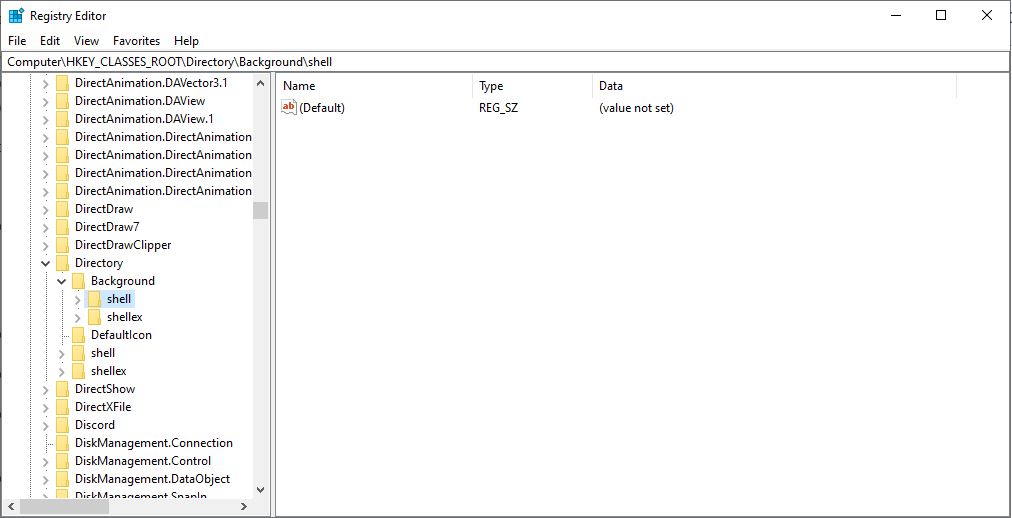 Registry Editor
File Edit View Favorites Help
Computer\HKEY_CLASSES_ROOT\Directory\Background\shell
DirectAnimation.DAVector3.1
DirectAnimation.DAView
DirectAnimation.DAView.1
DirectAnimation.DirectAnimation
DirectAnimation.DirectAnimation
DirectAnimation.DirectAnimation
DirectAnimation.DirectAnimation
DirectDraw
DirectDraw7
DirectDrawClipper
Directory
Background
shell
shellex
DefaultIcon
shell
shellex
DirectShow
DirectXFile
Discord
DiskManagement.Connection
DiskManagement.Control
DiskManagement.DataObject
DiskManagement.SnapIn
Name Type Data
ab (Default) REG_SZ (value not set)